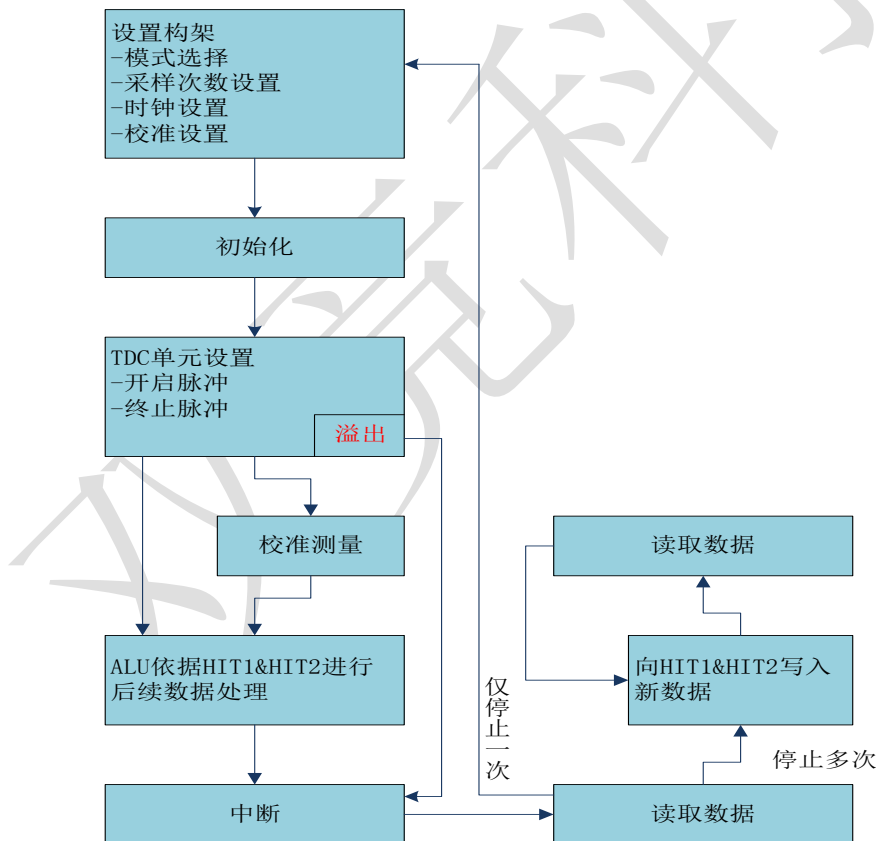 设置构架
-模式选择
-采样次数设置
-时钟设置
-校准设置
初始化
TDC单元设置
-开启脉冲
-终止脉冲
溢出
校准测量
读取数据
ALU依据HIT1&HIT2进行
后续数据处理
向HIT1&HIT2写入
新数据
仅停止一次
停止多次
中断
读取数据
双竞科